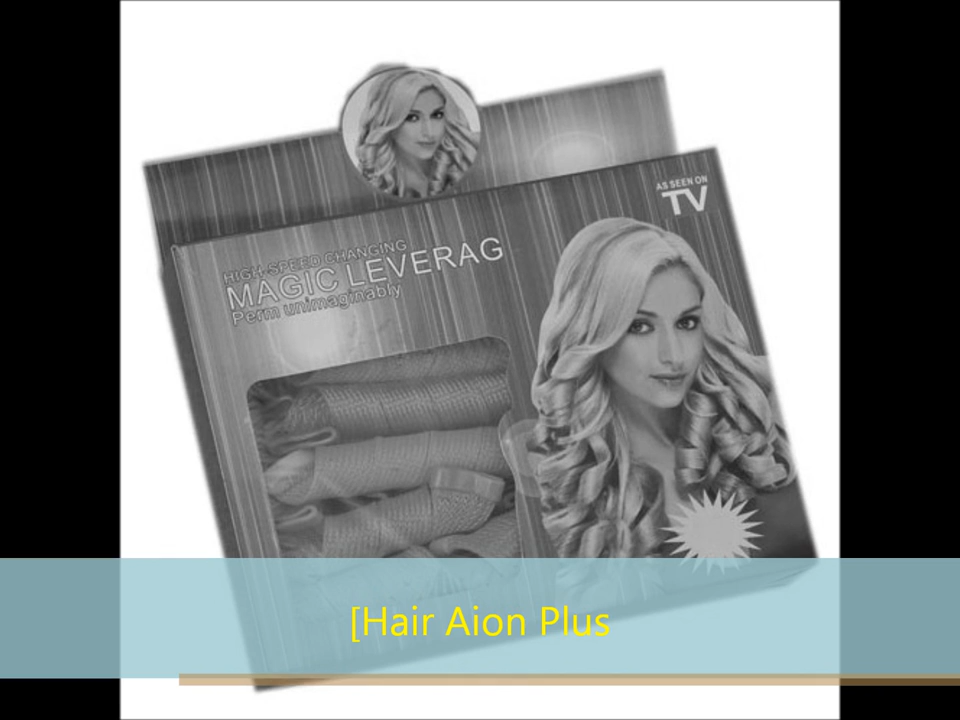 AS SEEN ON
TV
HIGH-SPEED CHANGING
MAGIC LEVERAG
Perm unimaginably
[Hair Aion Plus